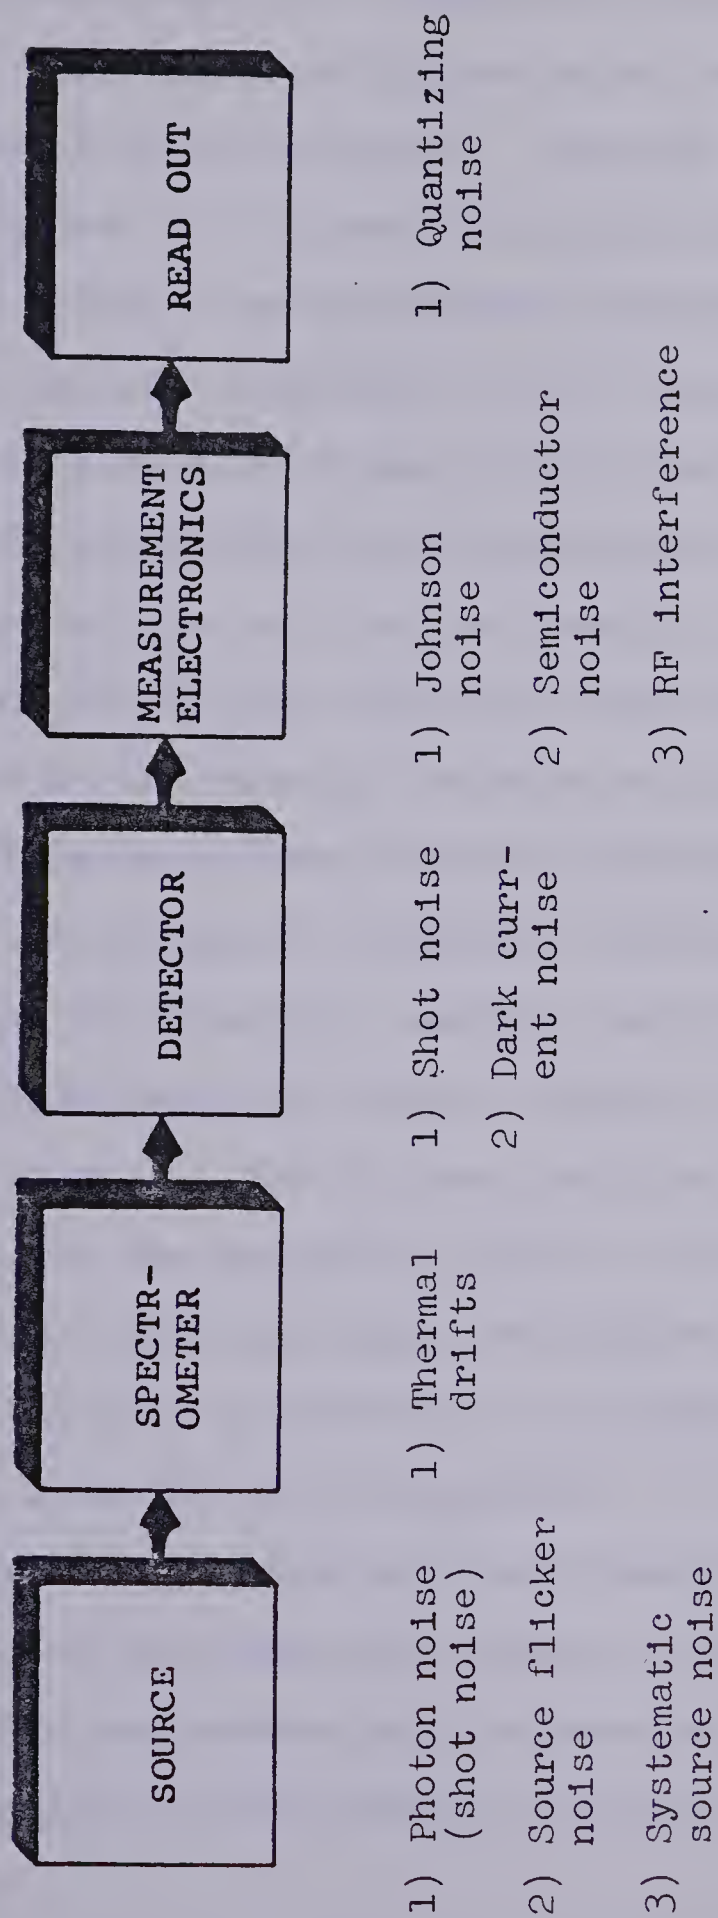 SOURCE
SPECTR-
OMETER
DETECTOR
MEASUREMENT
ELECTRONICS
READ OUT
1) Photon noise
(shot noise)
2) Source flicker
noise
3) Systematic
source noise
1) Thermal
drifts
1) Shot noise
2) Dark curr-
ent noise
1) Johnson
noise
2) Semiconductor
noise
3) RF interference
1) Quantizing
noise